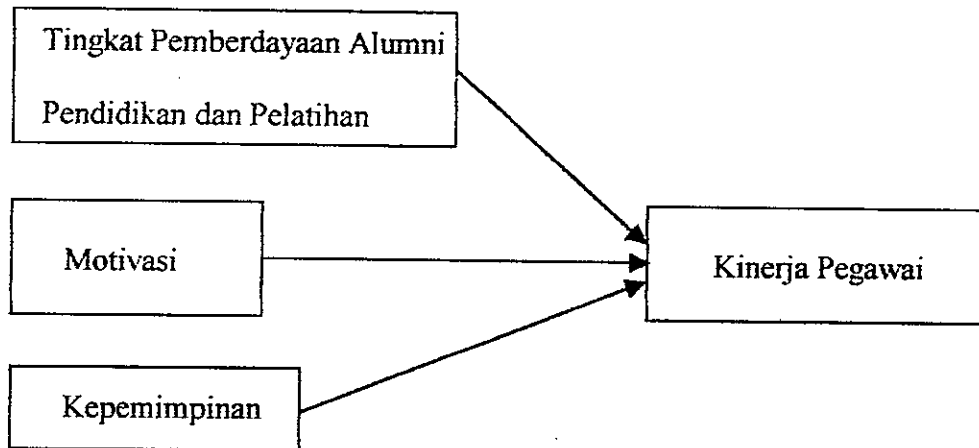 Tingkat Pemberdayaan Alumni
Pendidikan dan Pelatihan
Motivasi
Kinerja Pegawai
Kepemimpinan